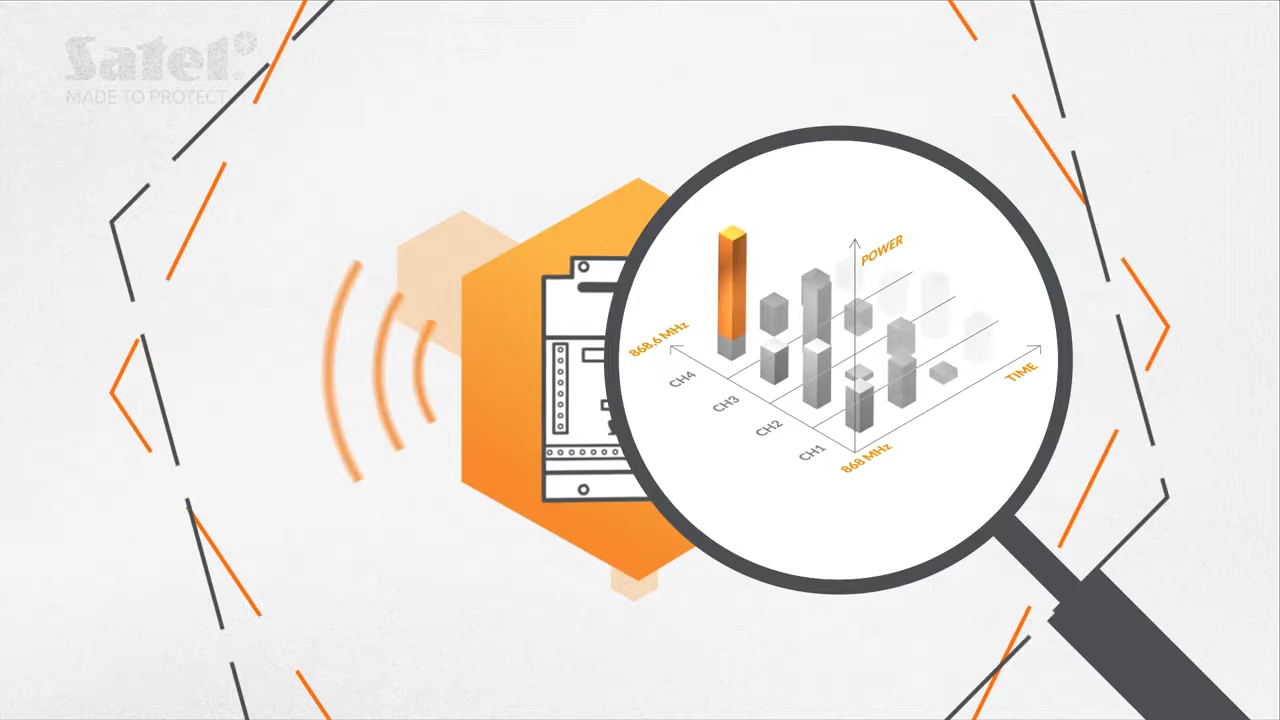 Satel
MADE TO PROTECT
POWER
868,6 MHz
CH4
CH3
CH2
CH1
TIME
868 MHz